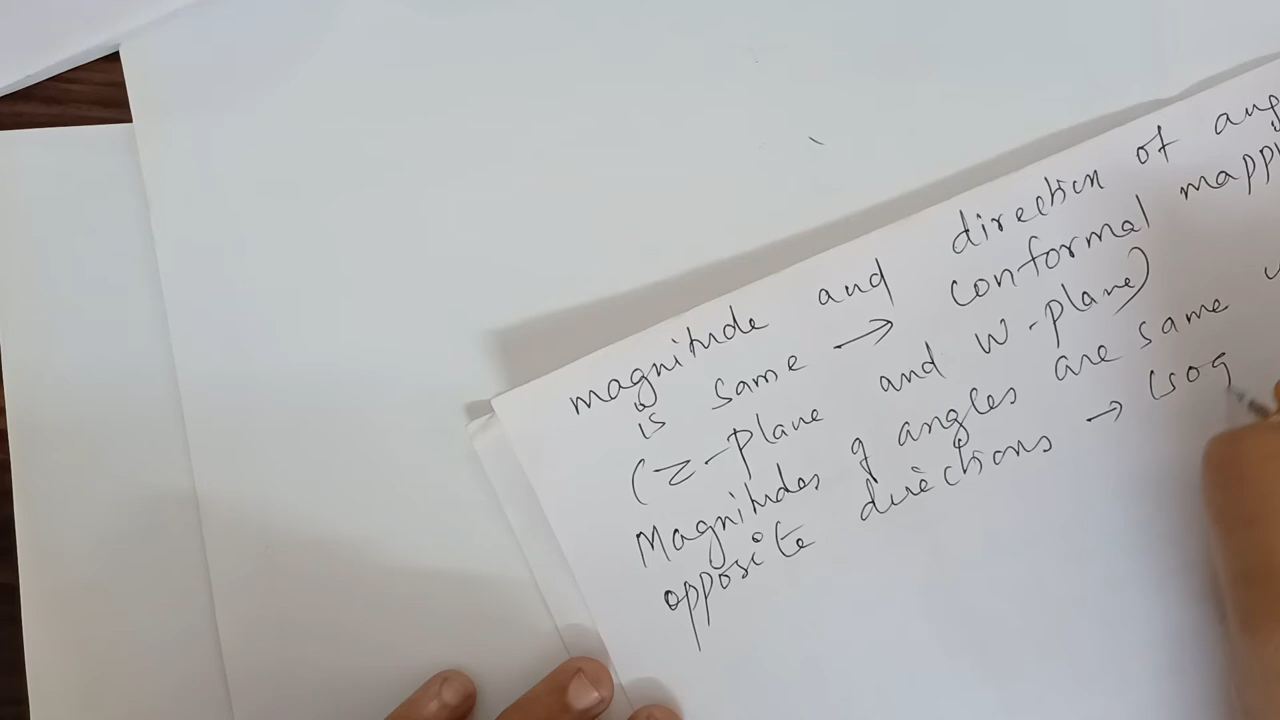 magnitude and direction of ang
is same → conformal mapp
(z-plane and w-plane)
Magnitudes of angles are same
opposite directions → isog